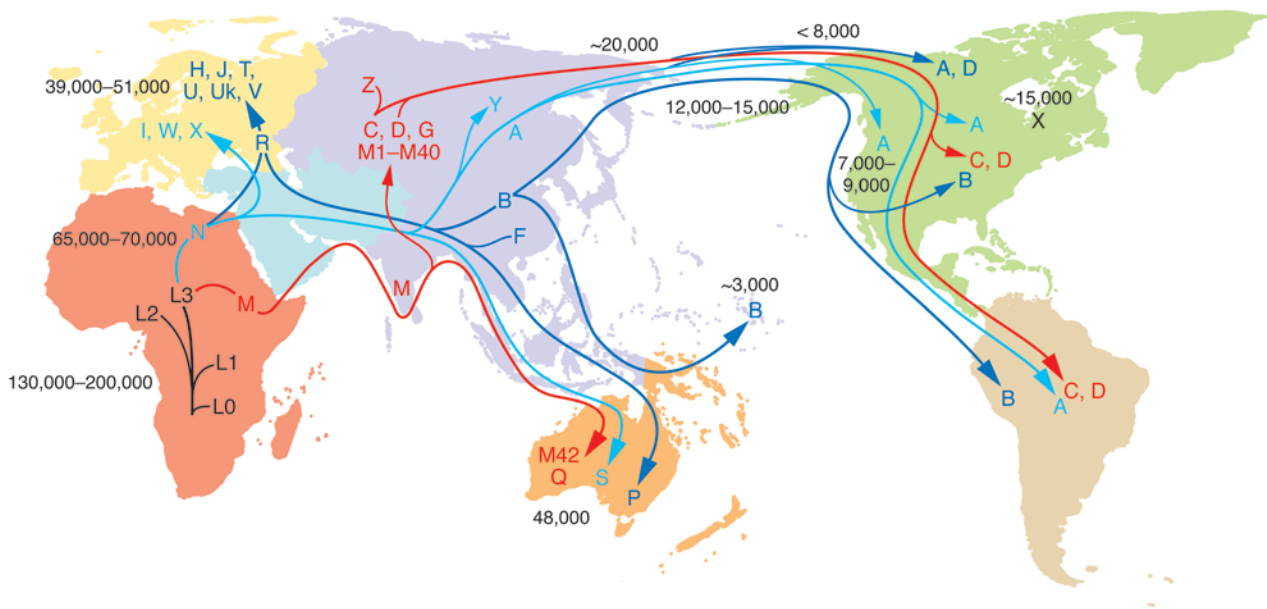 39,000–51,000
H, J, T,
U, Uk, V
I, W, X
R
65,000–70,000
N
L3
M
L2
L1
130,000–200,000
L0
Z
C, D, G
M1–M40
Y
A
B
F
M
~20,000
< 8,000
12,000–15,000
A, D
~15,000
X
A
A
C, D
7,000–
9,000
B
~3,000
B
M42
Q
S
P
48,000
B
A
C, D